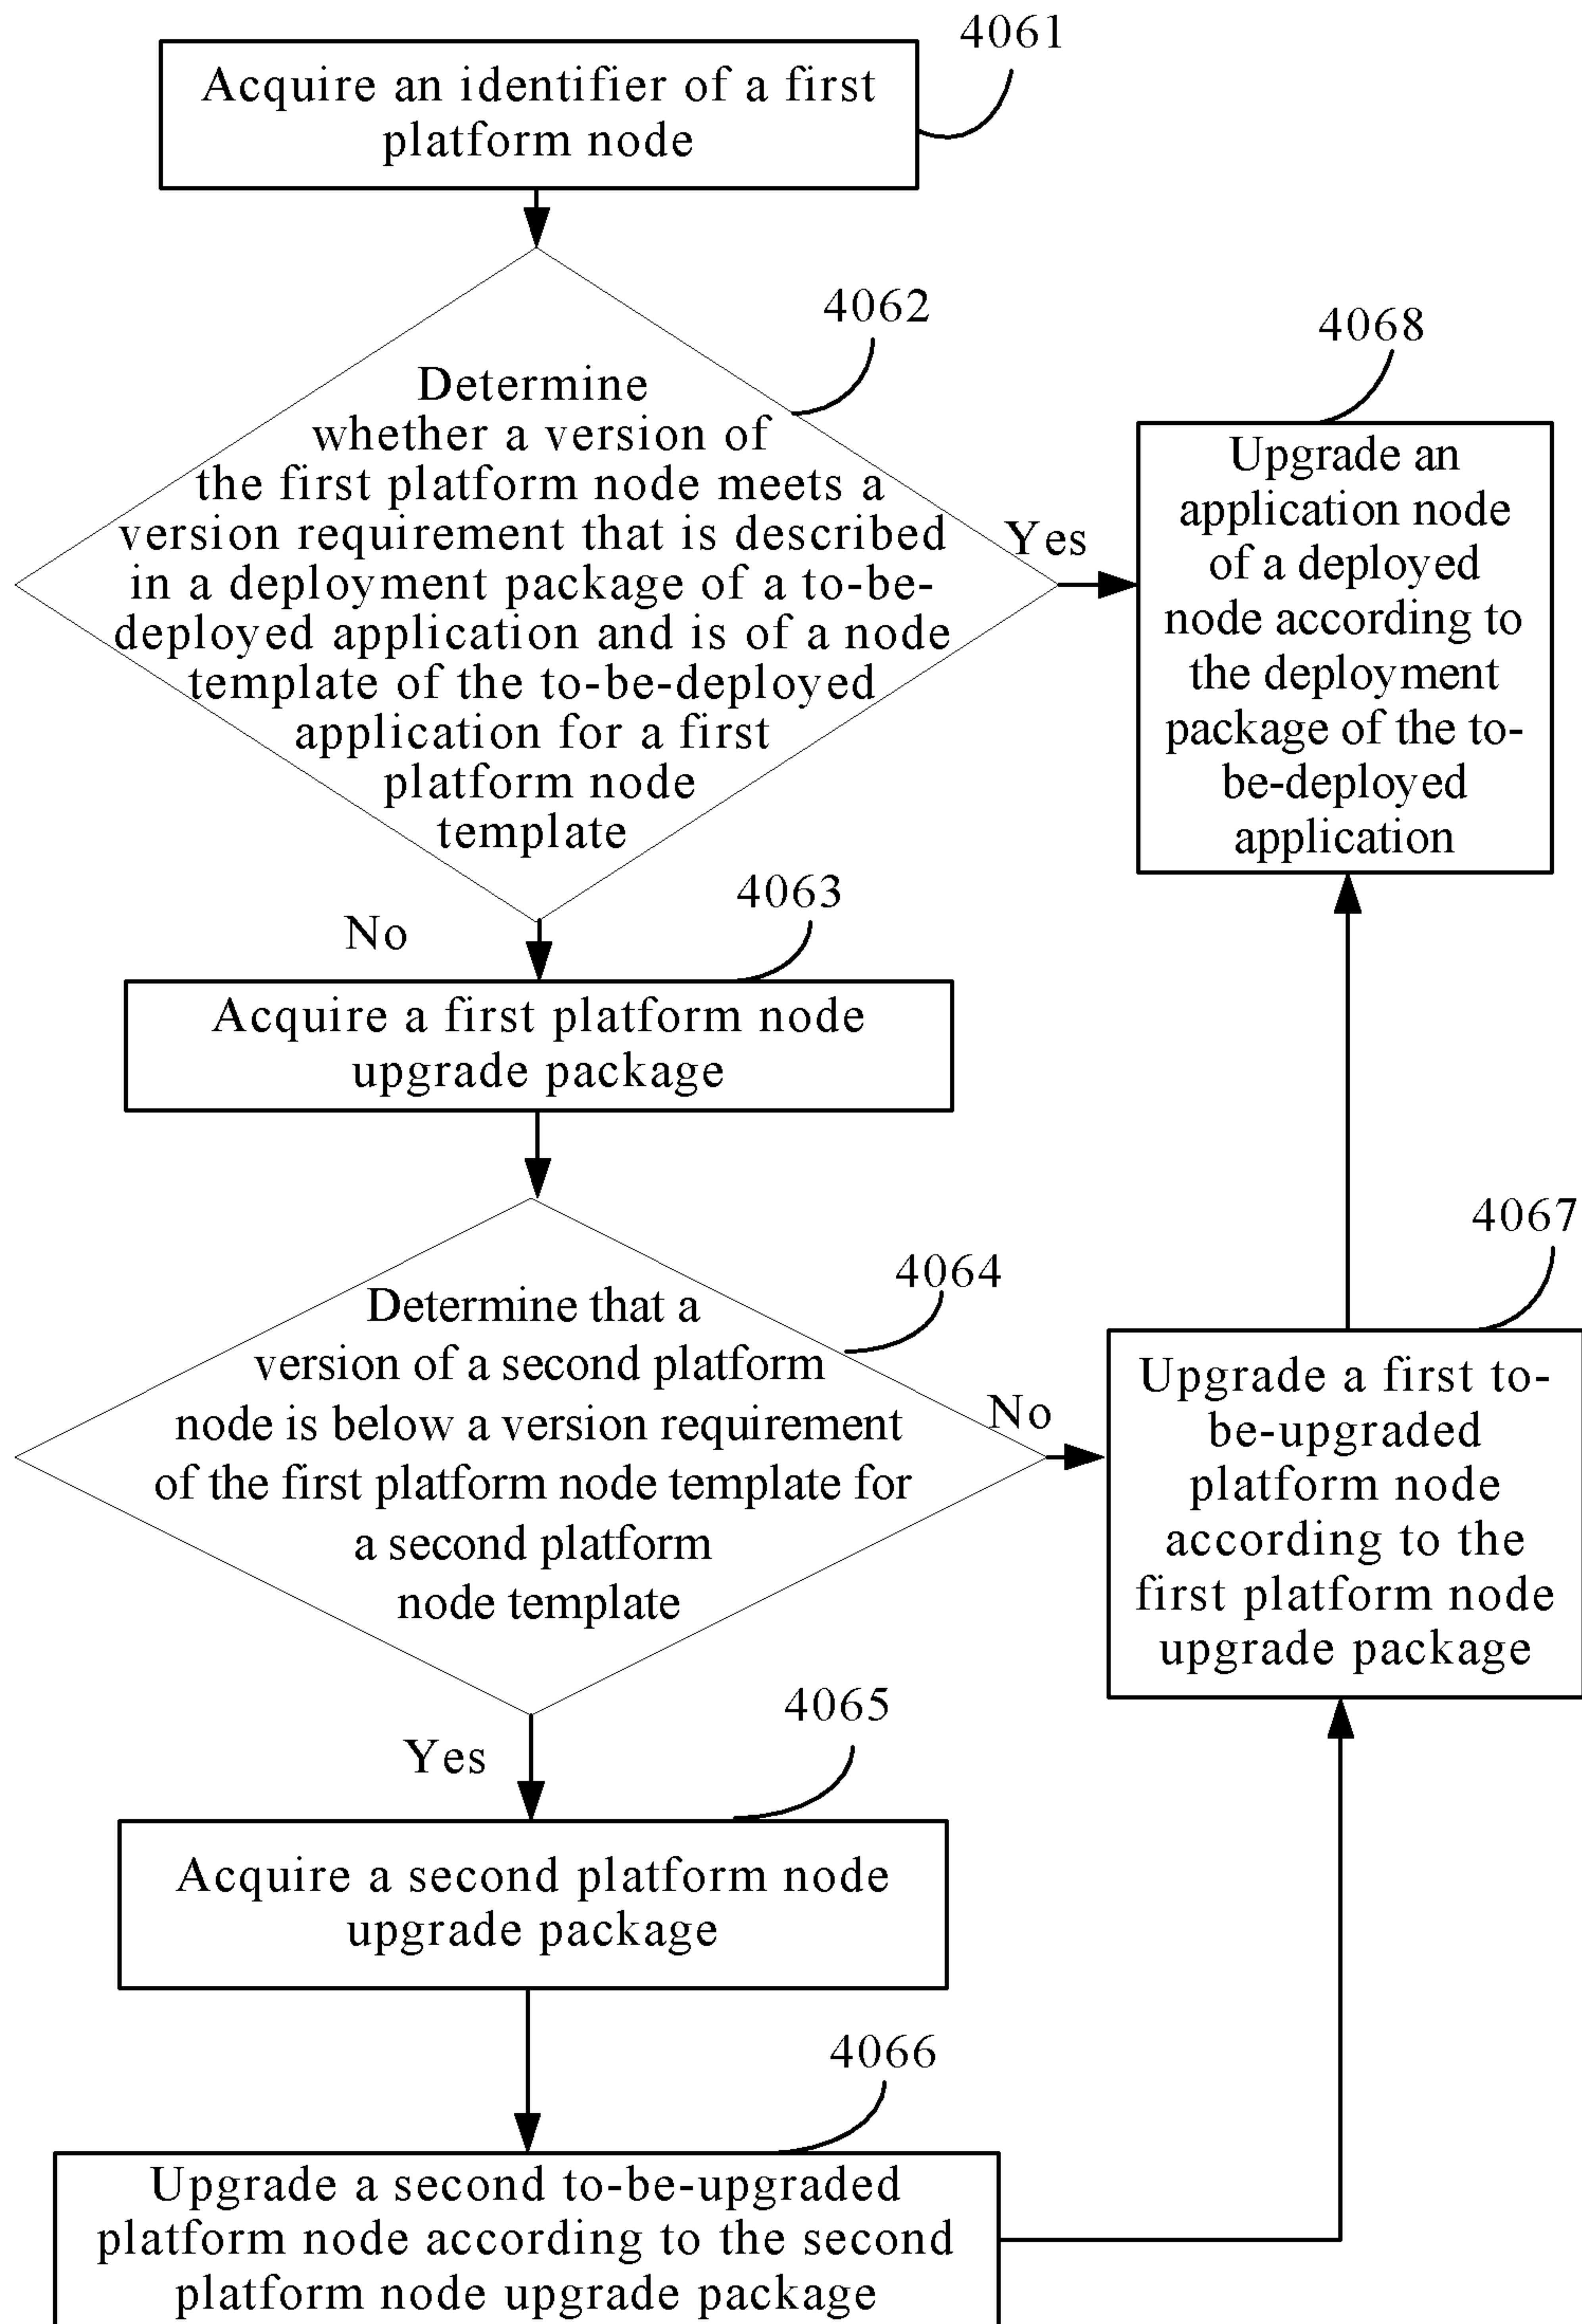 4061
Acquire an identifier of a first
platform node
4062
Determine
whether a version of
the first platform node meets a
version requirement that is described
in a deployment package of a to-be-
deployed application and is of a node
template of the to-be-deployed
application for a first
platform node
template
Yes
4068
Upgrade an
application node
of a deployed
node according to
the deployment
package of the to-
be-deployed
application
No
4063
Acquire a first platform node
upgrade package
4064
Determine that a
version of a second platform
node is below a version requirement
of the first platform node template for
a second platform
node template
No
4067
Upgrade a first to-
be-upgraded
platform node
according to the
first platform node
upgrade package
Yes
4065
Acquire a second platform node
upgrade package
4066
Upgrade a second to-be-upgraded
platform node according to the second
platform node upgrade package